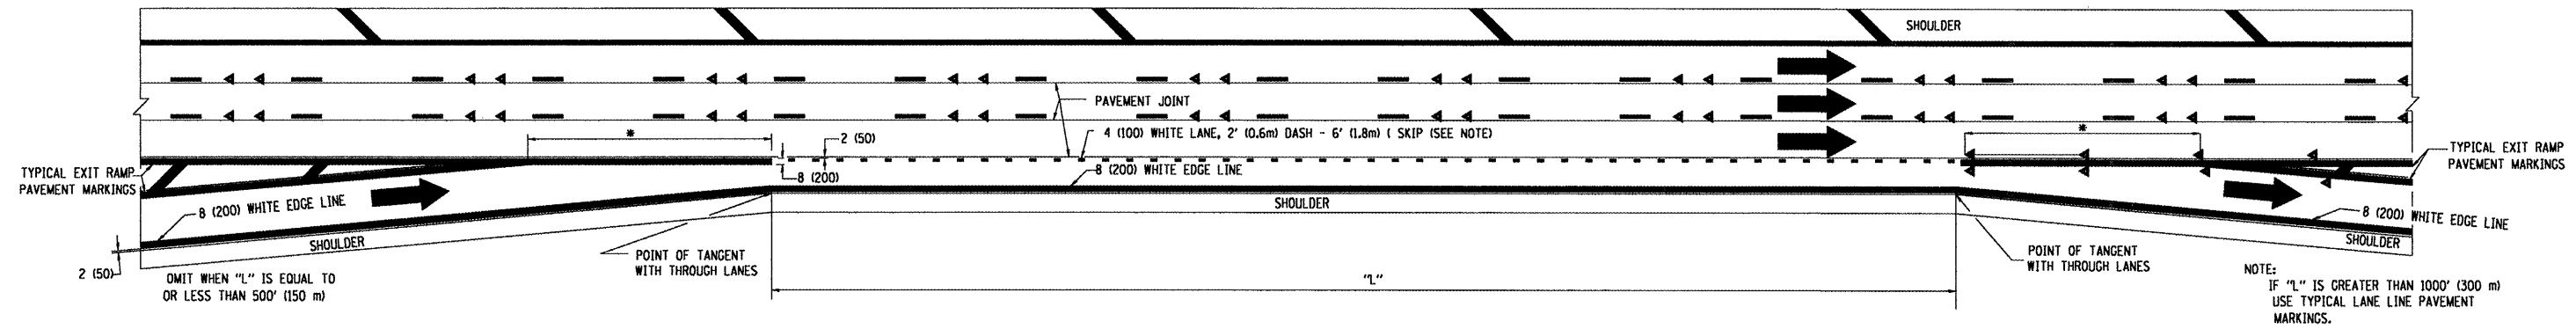 SHOULDER
PAVEMENT JOINT
*
2 (50)
4 (100) WHITE LANE, 2' (0.6m) DASH - 6' (1.8m) ( SKIP (SEE NOTE)
*
TYPICAL EXIT RAMP
PAVEMENT MARKINGS
8 (200)
8 (200) WHITE EDGE LINE
TYPICAL EXIT RAMP
PAVEMENT MARKINGS
8 (200) WHITE EDGE LINE
SHOULDER
8 (200) WHITE EDGE LINE
SHOULDER
SHOULDER
2 (50)
POINT OF TANGENT
WITH THROUGH LANES
POINT OF TANGENT
WITH THROUGH LANES
OMIT WHEN "L" IS EQUAL TO
OR LESS THAN 500' (150 m)
"L"
NOTE:
IF "L" IS GREATER THAN 1000' (300 m)
USE TYPICAL LANE LINE PAVEMENT
MARKINGS.